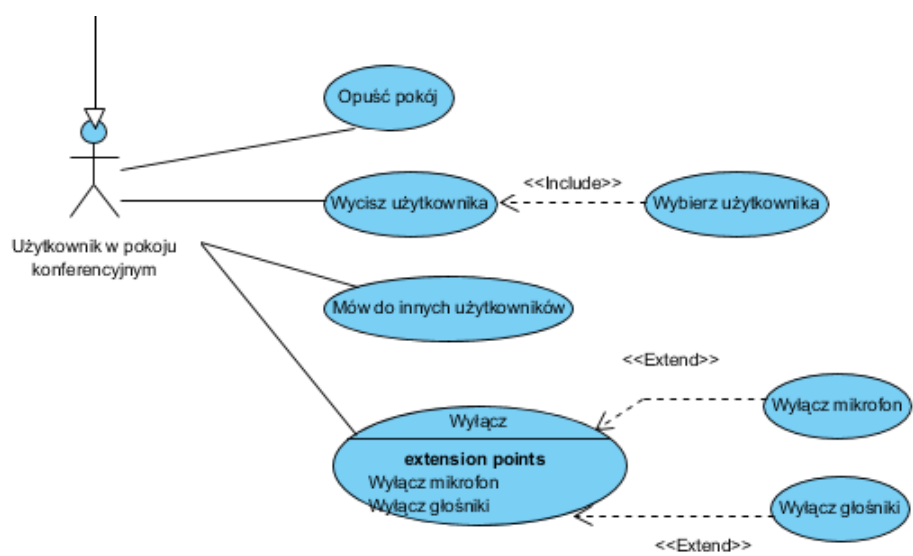 Opuść pokój
<<Include>>
Wycisz użytkownika
Wybierz użytkownika
Użytkownik w pokoju
konferencyjnym
Mów do innych użytkowników
<<Extend>>
Wyłącz mikrofon
Wyłącz
extension points
Wyłącz mikrofon
Wyłącz głośniki
Wyłącz głośniki
<<Extend>>